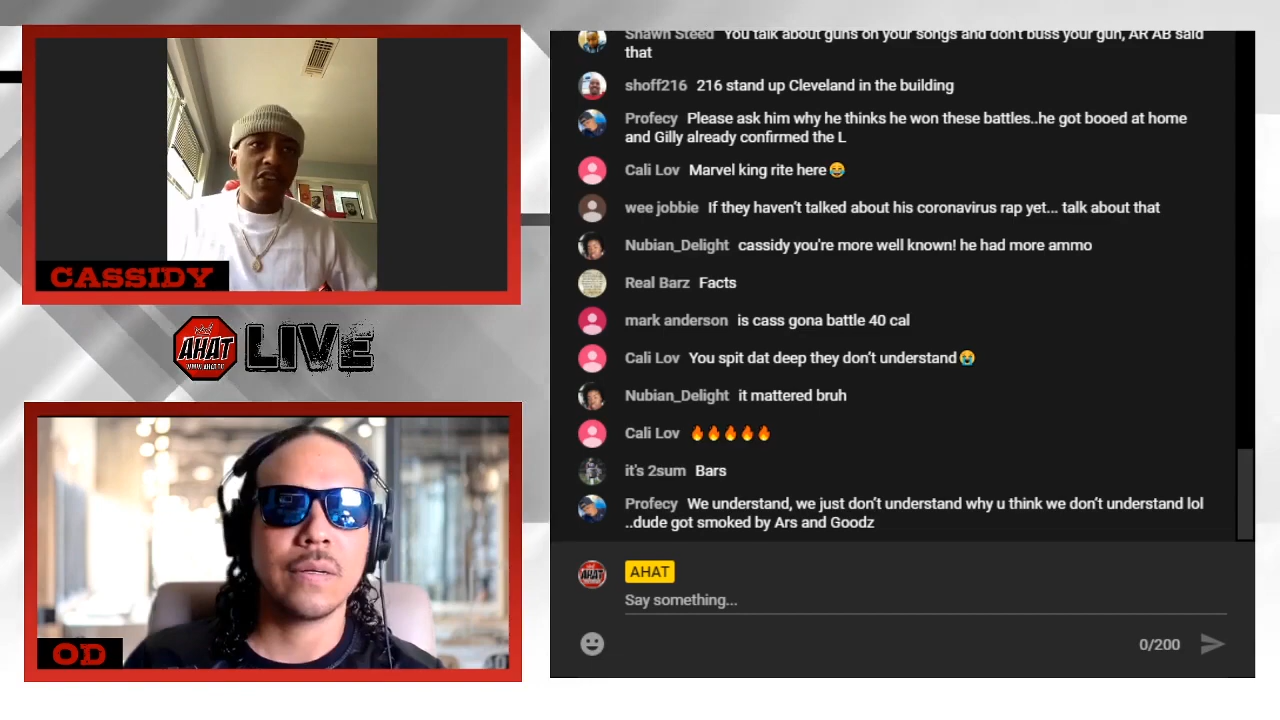 CASSIDY
AHAT
WWW.AHAT.TV
LIVE
OD
Shawn Steed You talk about guns on your songs and don't buss your gun, AR AB said
that
shoff216 216 stand up Cleveland in the building
Profecy Please ask him why he thinks he won these battles..he got booed at home
and Gilly already confirmed the L
Cali Lov Marvel king rite here😂
wee jobbie If they haven't talked about his coronavirus rap yet... talk about that
Nubian_Delight cassidy you're more well known! he had more ammo
Real Barz Facts
mark anderson is cass gona battle 40 cal
Cali Lov You spit dat deep they don't understand😭
Nubian_Delight it mattered bruh
Cali Lov 🔥🔥🔥🔥🔥
it's 2sum Bars
Profecy We understand, we just don't understand why u think we don't understand lol
..dude got smoked by Ars and Goodz
AHAT
AHAT
Say something...
0/200